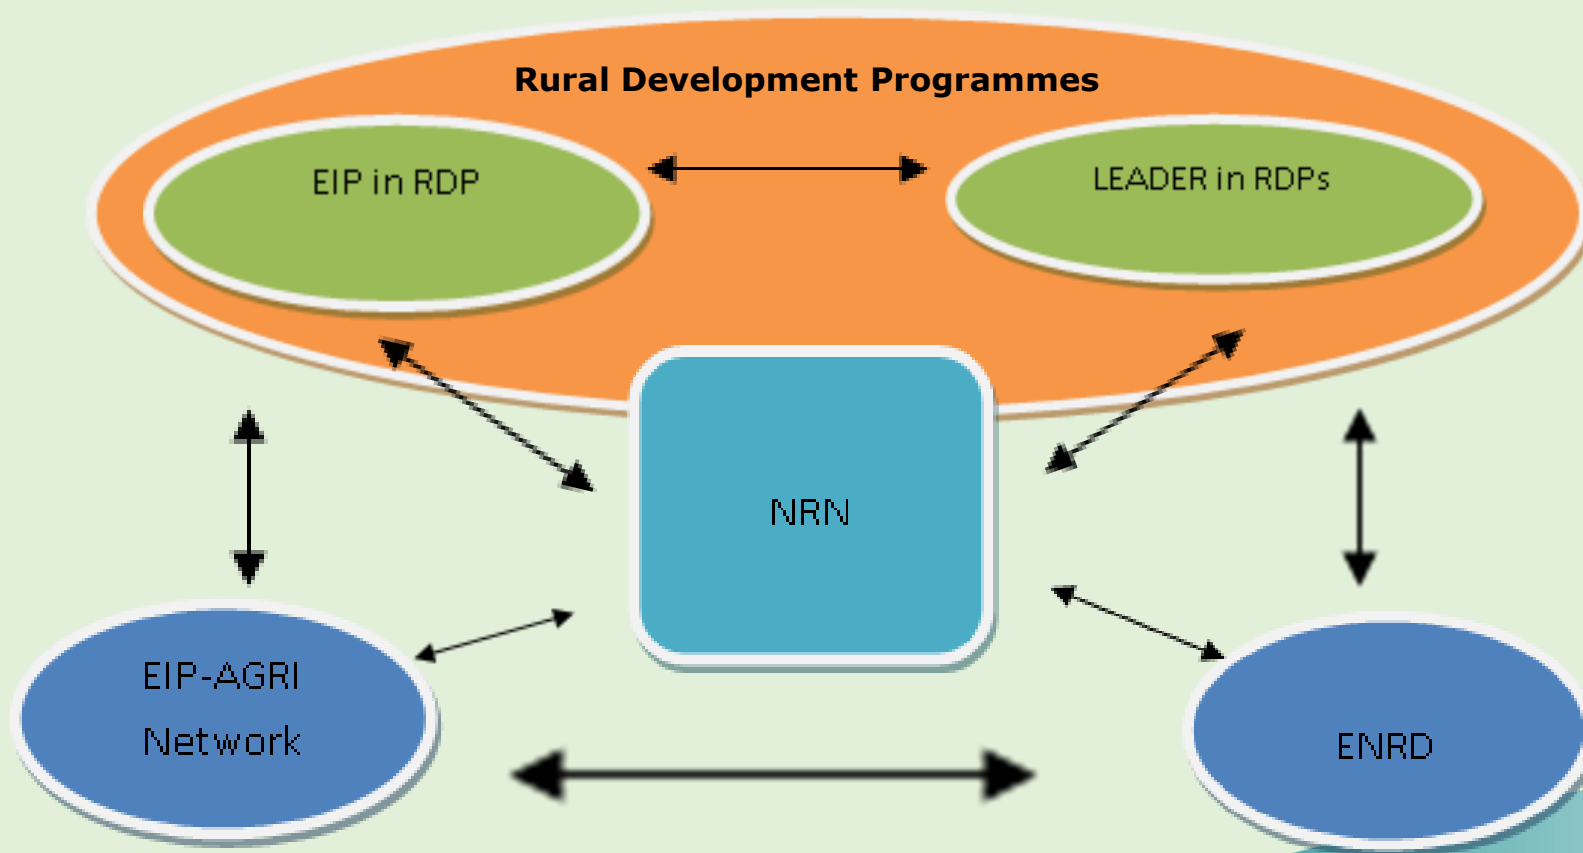 Rural Development Programmes
EIP in RDP
LEADER in RDPs
NRN
EIP-AGRI
Network
ENRD